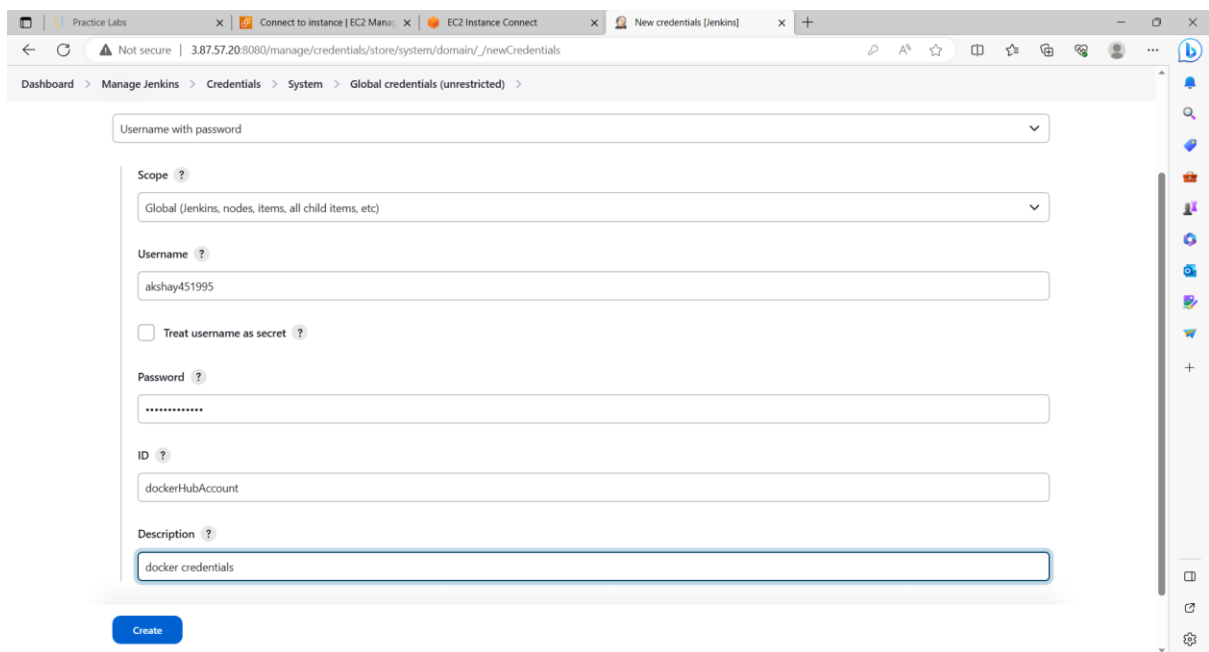 Practice Labs
Connect to instance | EC2 Manag
EC2 Instance Connect
New credentials [Jenkins]
Not secure | 3.87.57.20:8080/manage/credentials/store/system/domain/_/newCredentials
Dashboard > Manage Jenkins > Credentials > System > Global credentials (unrestricted) >
Username with password
Scope ?
Global (Jenkins, nodes, items, all child items, etc)
Username ?
akshay451995
Treat username as secret ?
Password ?
•••••••••••••
ID ?
dockerHubAccount
Description ?
docker credentials
Create